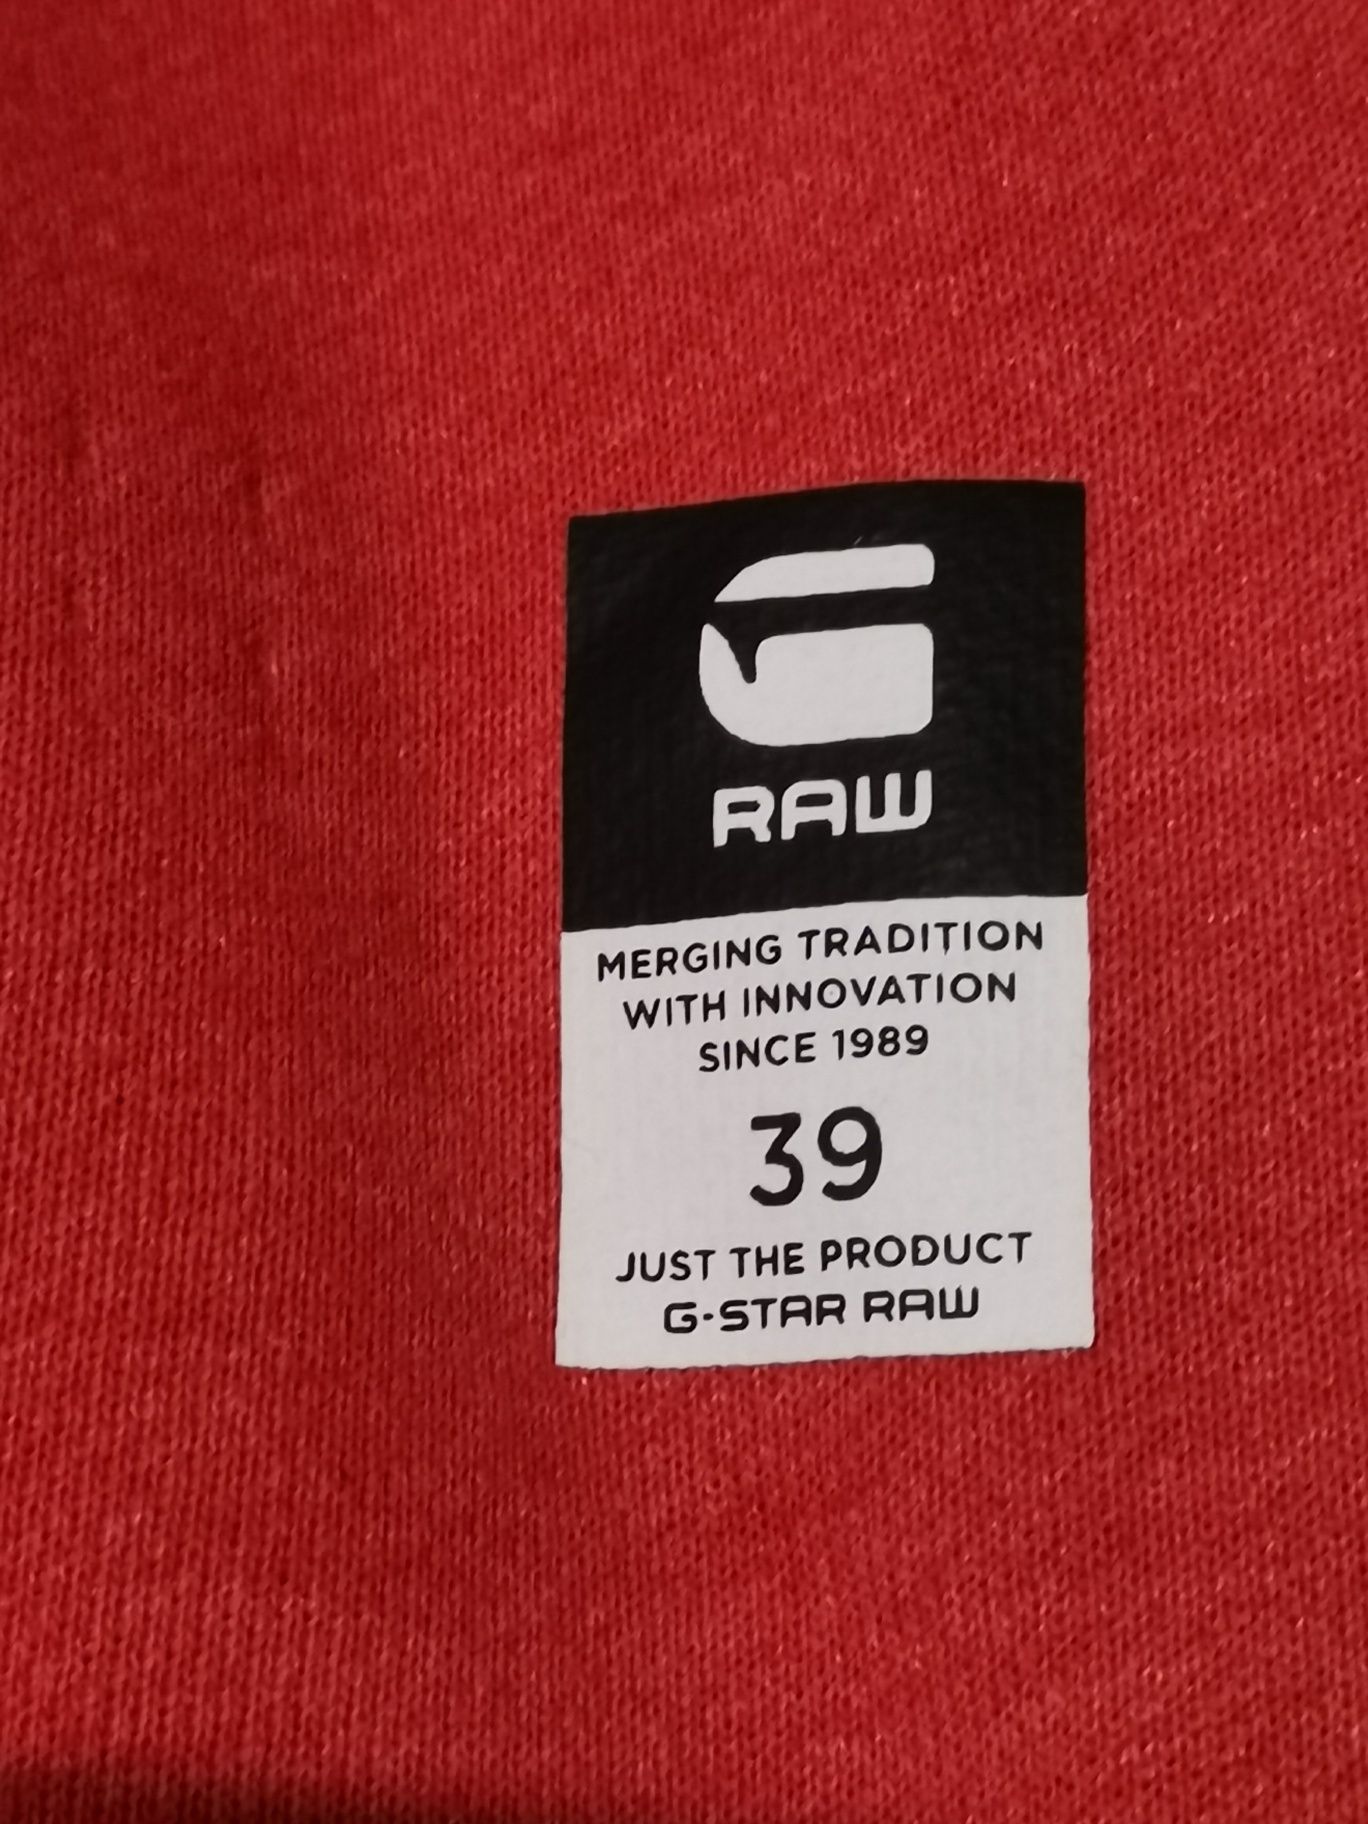 G
RAW
MERGING TRADITION
WITH INNOVATION
SINCE 1989
39
JUST THE PRODUCT
G-STAR RAW